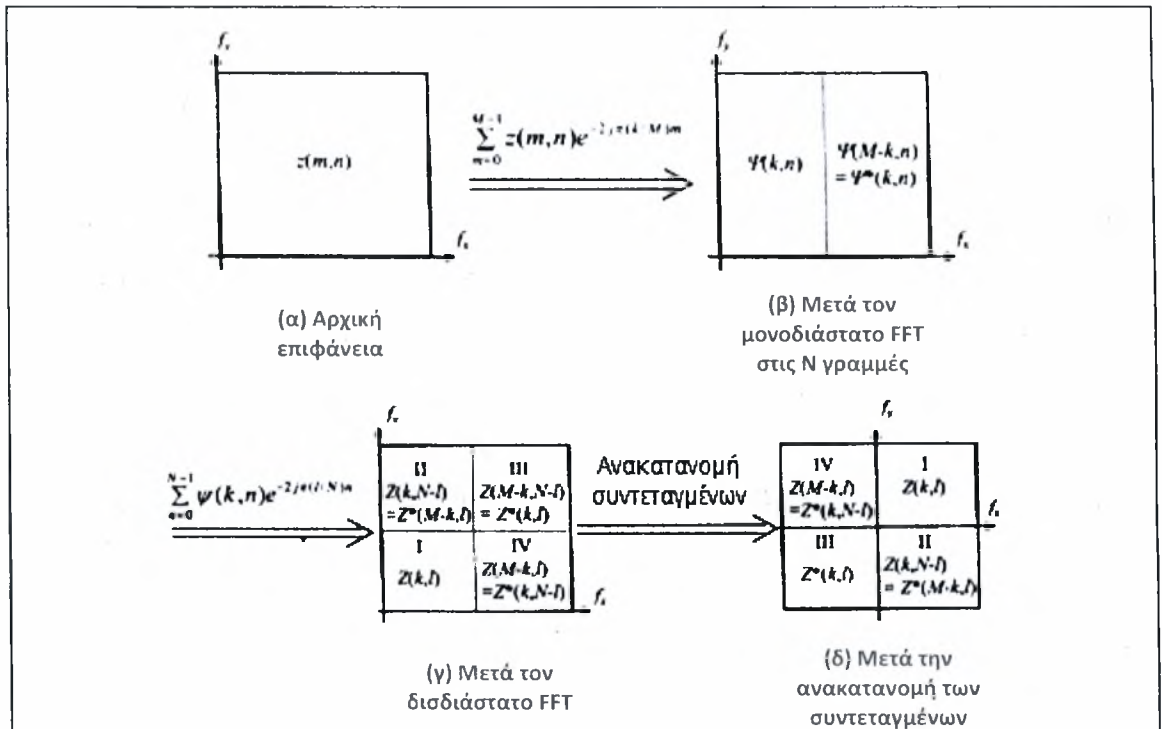 f_y
f_y
z(m,n)
\sum_{m=0}^{M-1} z(m,n)e^{-2jπ(k/M)m}
Ψ(k,n)
Ψ(M-k,n)
=Ψ*(k,n)
f_x
f_x
(α) Αρχική
επιφάνεια
(β) Μετά τον
μονοδιάστατο FFT
στις Ν γραμμές
\sum_{n=0}^{N-1} ψ(k,n)e^{-2jπ(l/N)n}
II
Z(k,N-l)
=Z*(M-k,l)
III
Z(M-k,N-l)
=Z*(k,l)
I
Z(k,l)
IV
Z(M-k,l)
=Z*(k,N-l)
f_x
Ανακατανομή
συντεταγμένων
f_y
IV
Z(M-k,l)
=Z*(k,N-l)
I
Z(k,l)
f_x
III
Z*(k,l)
II
Z(k,N-l)
=Z*(M-k,l)
(γ) Μετά τον
δισδιάστατο FFT
(δ) Μετά την
ανακατανομή των
συντεταγμένων